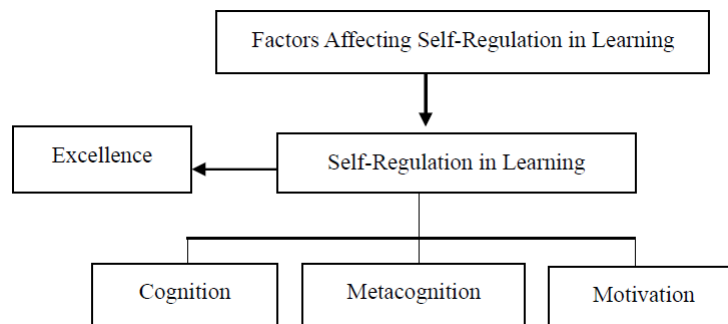 Factors Affecting Self-Regulation in Learning
Excellence
Self-Regulation in Learning
Cognition
Metacognition
Motivation